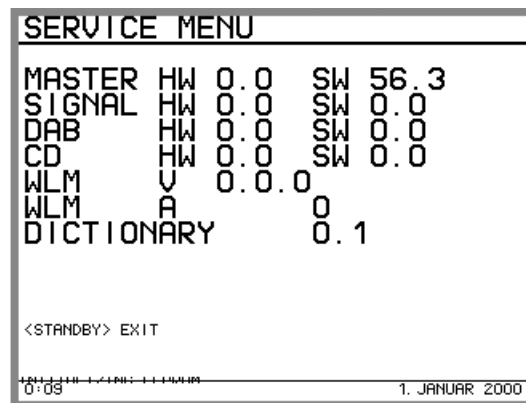 SERVICE MENU
MASTER HW 0.0 SW 56.3
SIGNAL HW 0.0 SW 0.0
DAB HW 0.0 SW 0.0
CD HW 0.0 SW 0.0
WLM V 0.0.0
WLM A 0
DICTIONARY 0.1
<STANDBY> EXIT
0:09 1. JANUAR 2000